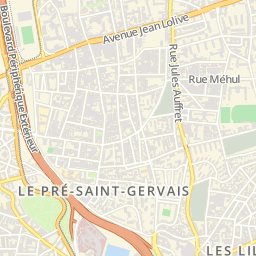 Avenue Jean Lolive
Boulevard Périphérique Extérieur
Rue Jules Auffret
Rue Méhul
LE PRÉ-SAINT-GERVAIS
LES LIL